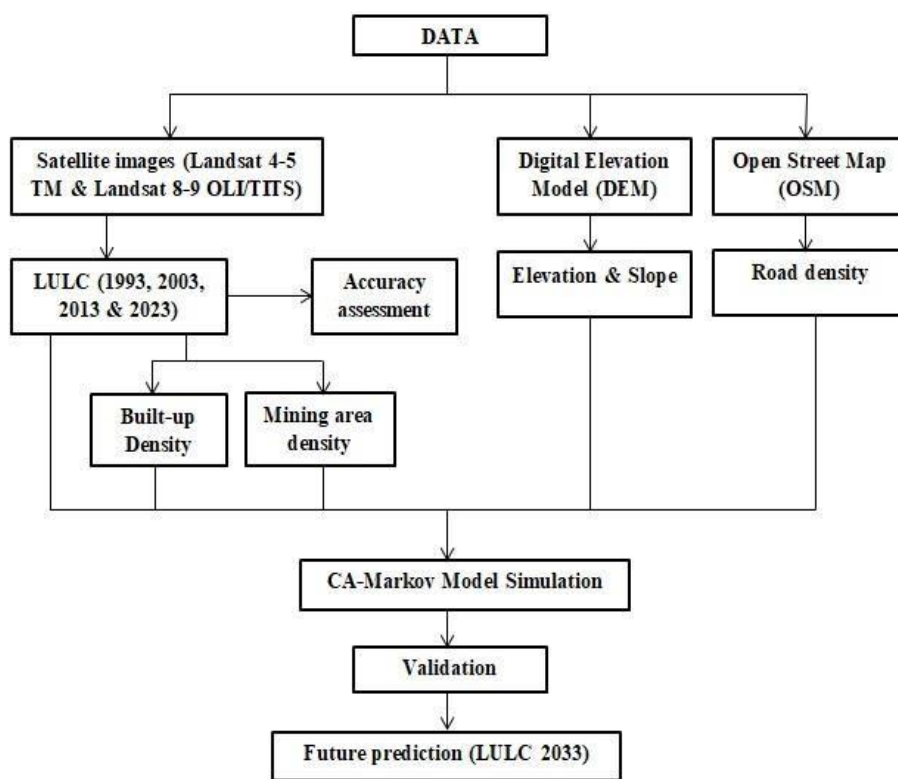 DATA
Satellite images (Landsat 4-5
TM & Landsat 8-9 OLI/TITS)
Digital Elevation
Model (DEM)
Open Street Map
(OSM)
LULC (1993, 2003,
2013 & 2023)
Accuracy
assessment
Elevation & Slope
Road density
Built-up
Density
Mining area
density
CA-Markov Model Simulation
Validation
Future prediction (LULC 2033)